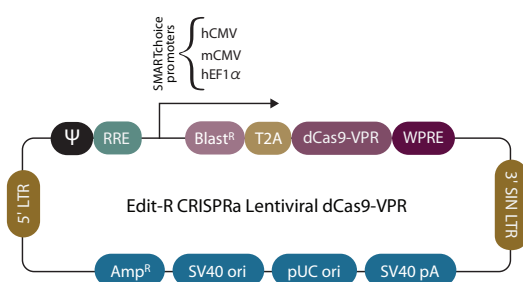 SMARTchoice
promoters
hCMV
mCMV
hEF1α
Ψ
RRE
Blastᴿ
T2A
dCas9-VPR
WPRE
5' LTR
Edit-R CRISPRa Lentiviral dCas9-VPR
3' SIN LTR
Ampᴿ
SV40 ori
pUC ori
SV40 pA